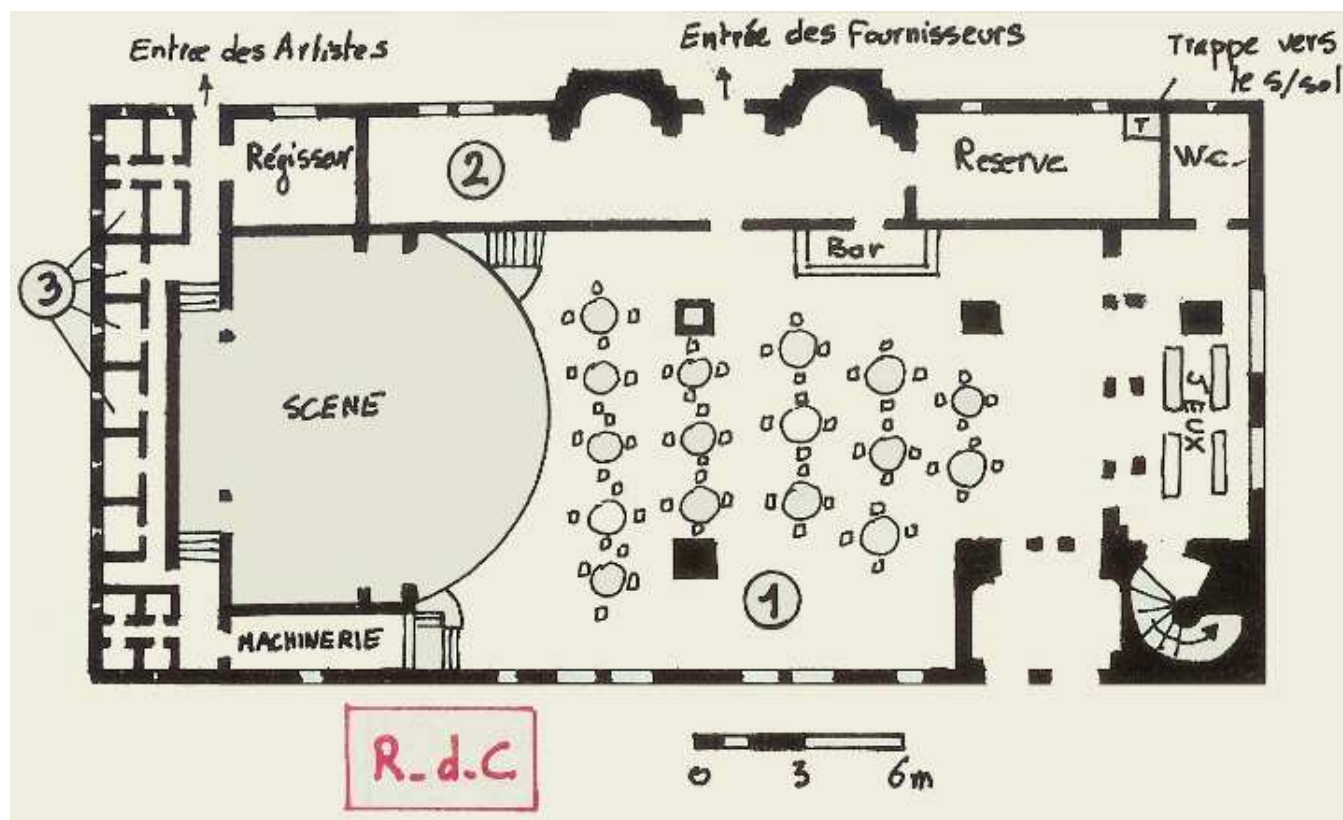 Entrée des Artistes
Entrée des Fournisseurs
Trappe vers
le s/sol
Régisseur
2
Reserve
T
W.C.
Bar
3
SCENE
JEUX
1
MACHINERIE
R_d.C
0 3 6m